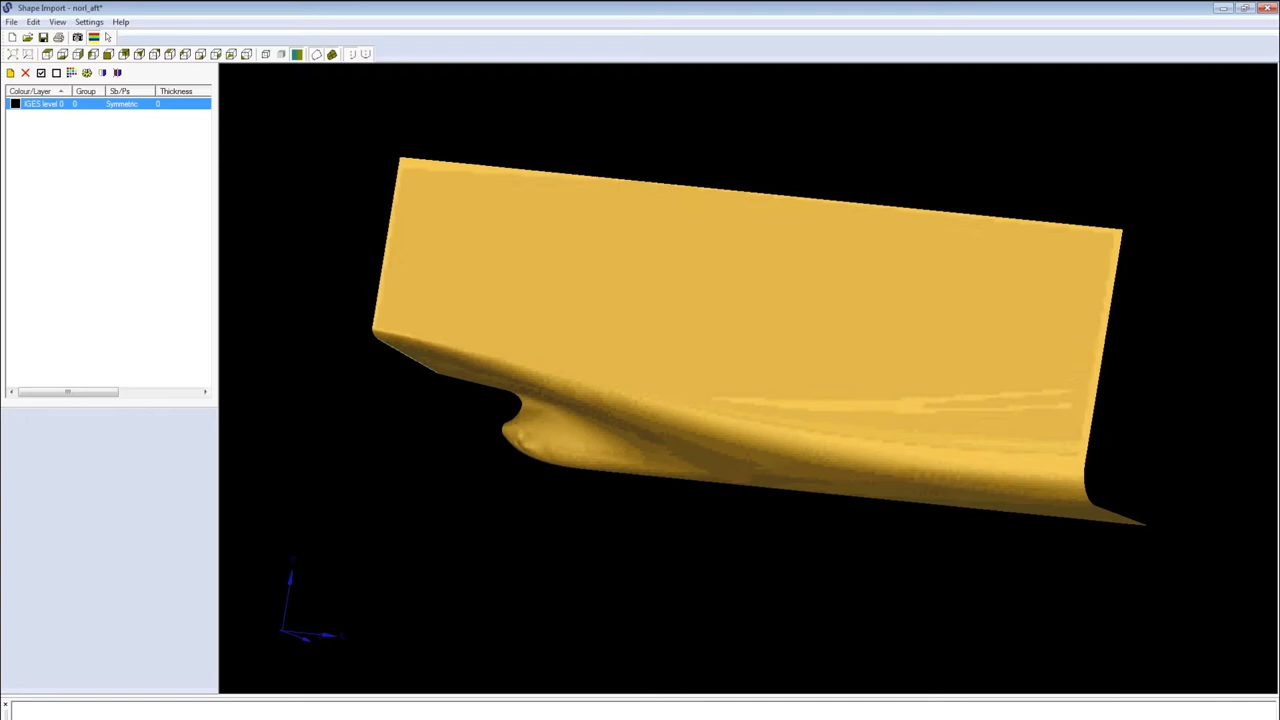 Shape Import - norl_aft*
File Edit View Settings Help
Colour/Layer Group Sb/Ps Thickness
IGES level 0 0 Symmetric 0
X